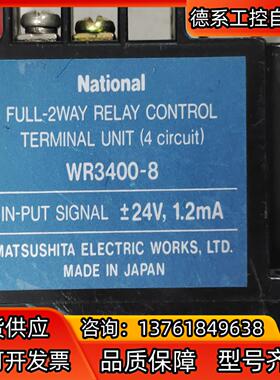 德系工控自
National
FULL-2WAY RELAY CONTROL
TERMINAL UNIT (4 circuit)
WR3400-8
IN-PUT SIGNAL ±24V, 1.2mA
MATSUSHITA ELECTRIC WORKS, LTD.
MADE IN JAPAN
货供应 咨询: 13761849638
可开票 品质保障 型号齐